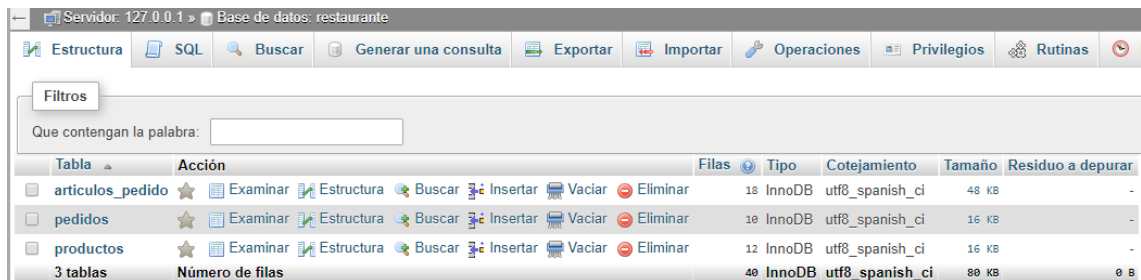 Servidor: 127.0.0.1 » Base de datos: restaurante
Estructura SQL Buscar Generar una consulta Exportar Importar Operaciones Privilegios Rutinas
Filtros
Que contengan la palabra:
Tabla Acción Filas Tipo Cotejamiento Tamaño Residuo a depurar
articulos_pedido Examinar Estructura Buscar Insertar Vaciar Eliminar 18 InnoDB utf8_spanish_ci 48 KB -
pedidos Examinar Estructura Buscar Insertar Vaciar Eliminar 10 InnoDB utf8_spanish_ci 16 KB -
productos Examinar Estructura Buscar Insertar Vaciar Eliminar 12 InnoDB utf8_spanish_ci 16 KB -
3 tablas Número de filas 40 InnoDB utf8_spanish_ci 80 KB 0 B